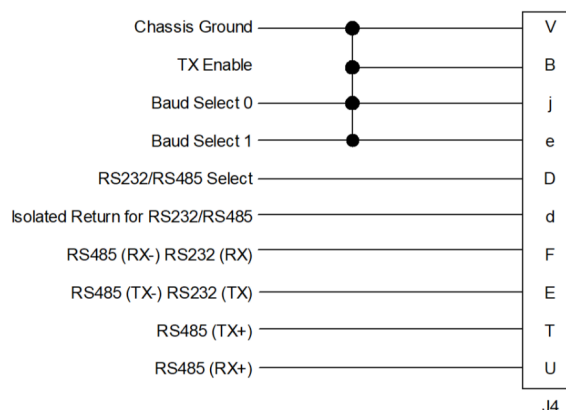 Chassis Ground V
TX Enable B
Baud Select 0 j
Baud Select 1 e
RS232/RS485 Select D
Isolated Return for RS232/RS485 d
RS485 (RX-) RS232 (RX) F
RS485 (TX-) RS232 (TX) E
RS485 (TX+) T
RS485 (RX+) U
J4